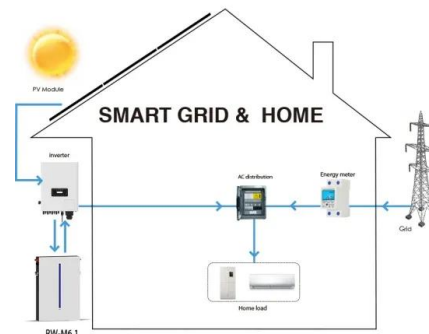 PV Module
SMART GRID & HOME
Inverter
AC distribution
Energy meter
Grid
Home load
PW-M6.1